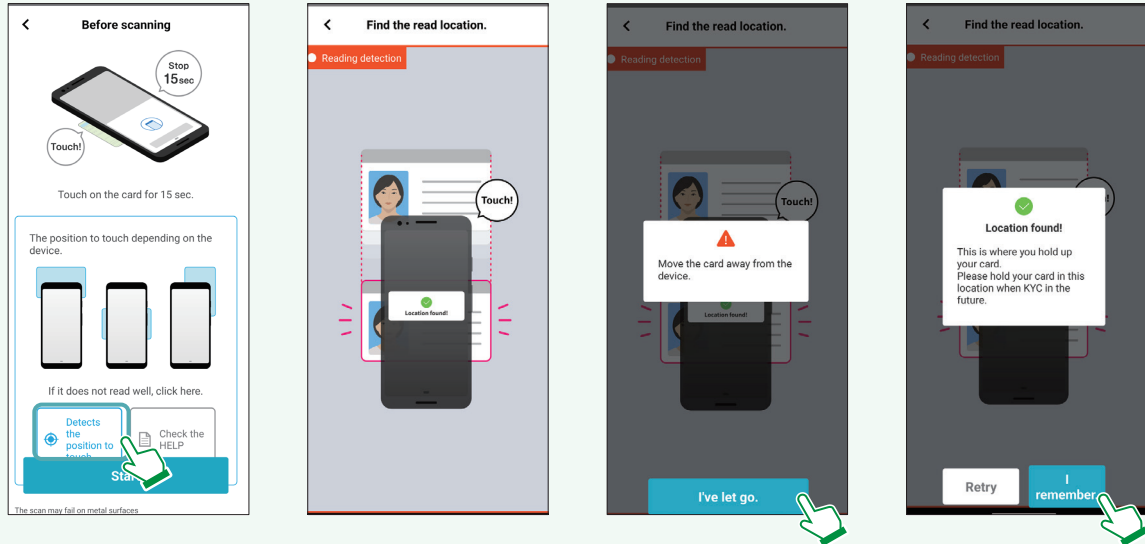 Before scanning
Stop
15 sec
Touch!
Touch on the card for 15 sec.
The position to touch depending on the
device.
If it does not read well, click here.
Detects
the
position to
touch
Check the
HELP
The scan may fail on metal surfaces
Find the read location.
Reading detection
Touch!
Location found!
Find the read location.
Reading detection
Touch!
Move the card away from the
device.
Location found!
I've let go.
Find the read location.
Reading detection
Location found!
This is where you hold up
your card.
Please hold your card in this
location when KYC in the
future.
Retry
I
remember.